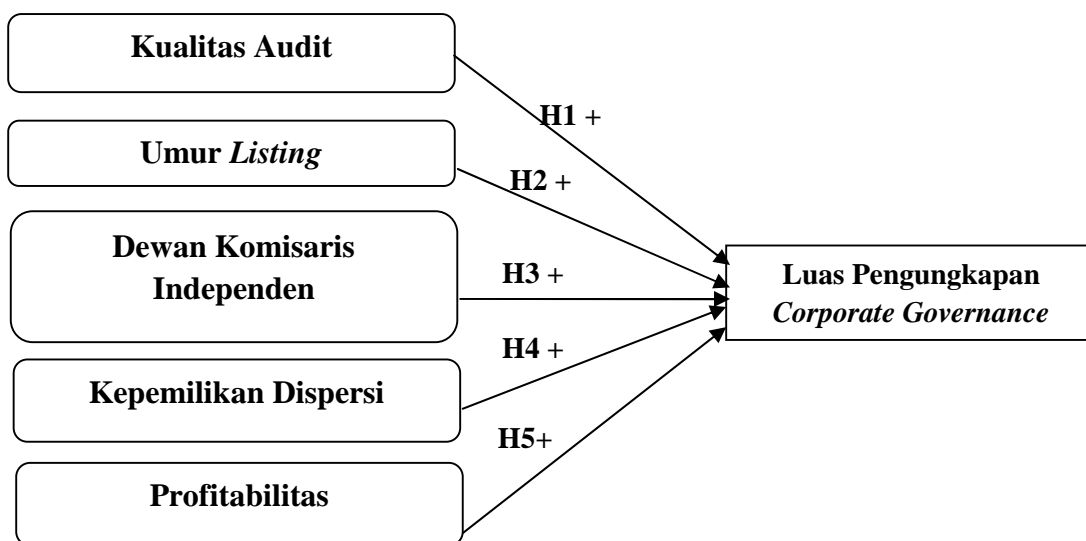 Kualitas Audit
H1 +
Umur Listing
H2 +
Dewan Komisaris
Independen
H3 +
Luas Pengungkapan
Corporate Governance
H4 +
Kepemilikan Dispersi
H5+
Profitabilitas